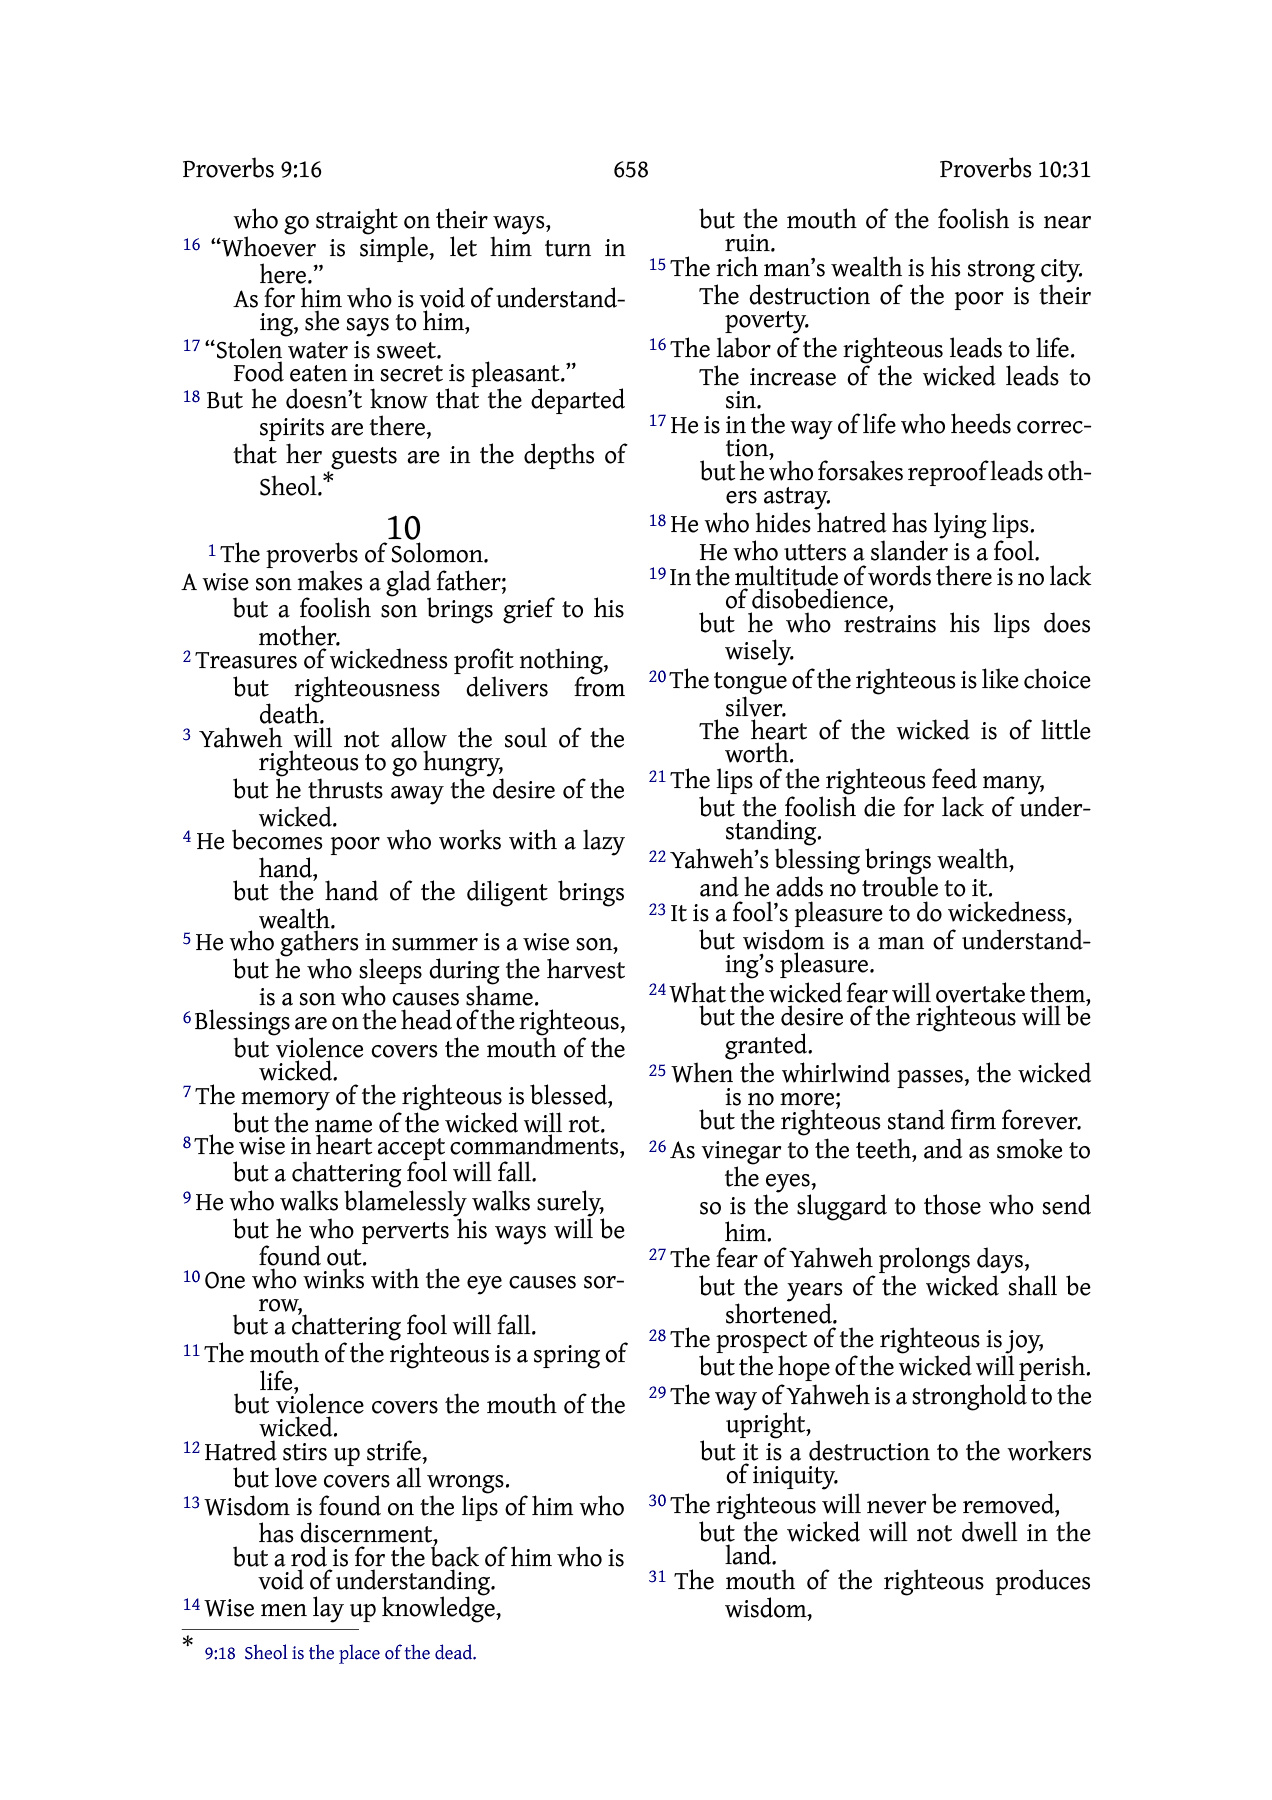 Proverbs 9:16 658 Proverbs 10:31
who go straight on their ways,
16 “Whoever is simple, let him turn in
here.”
As for him who is void of understand-
ing, she says to him,
17 “Stolen water is sweet.
Food eaten in secret is pleasant.”
18 But he doesn’t know that the departed
spirits are there,
that her guests are in the depths of
Sheol.*
10
1 The proverbs of Solomon.
A wise son makes a glad father;
but a foolish son brings grief to his
mother.
2 Treasures of wickedness profit nothing,
but righteousness delivers from
death.
3 Yahweh will not allow the soul of the
righteous to go hungry,
but he thrusts away the desire of the
wicked.
4 He becomes poor who works with a lazy
hand,
but the hand of the diligent brings
wealth.
5 He who gathers in summer is a wise son,
but he who sleeps during the harvest
is a son who causes shame.
6 Blessings are on the head of the righteous,
but violence covers the mouth of the
wicked.
7 The memory of the righteous is blessed,
but the name of the wicked will rot.
8 The wise in heart accept commandments,
but a chattering fool will fall.
9 He who walks blamelessly walks surely,
but he who perverts his ways will be
found out.
10 One who winks with the eye causes sor-
row,
but a chattering fool will fall.
11 The mouth of the righteous is a spring of
life,
but violence covers the mouth of the
wicked.
12 Hatred stirs up strife,
but love covers all wrongs.
13 Wisdom is found on the lips of him who
has discernment,
but a rod is for the back of him who is
void of understanding.
14 Wise men lay up knowledge,
* 9:18 Sheol is the place of the dead.
but the mouth of the foolish is near
ruin.
15 The rich man’s wealth is his strong city.
The destruction of the poor is their
poverty.
16 The labor of the righteous leads to life.
The increase of the wicked leads to
sin.
17 He is in the way of life who heeds correc-
tion,
but he who forsakes reproof leads oth-
ers astray.
18 He who hides hatred has lying lips.
He who utters a slander is a fool.
19 In the multitude of words there is no lack
of disobedience,
but he who restrains his lips does
wisely.
20 The tongue of the righteous is like choice
silver.
The heart of the wicked is of little
worth.
21 The lips of the righteous feed many,
but the foolish die for lack of under-
standing.
22 Yahweh’s blessing brings wealth,
and he adds no trouble to it.
23 It is a fool’s pleasure to do wickedness,
but wisdom is a man of understand-
ing’s pleasure.
24 What the wicked fear will overtake them,
but the desire of the righteous will be
granted.
25 When the whirlwind passes, the wicked
is no more;
but the righteous stand firm forever.
26 As vinegar to the teeth, and as smoke to
the eyes,
so is the sluggard to those who send
him.
27 The fear of Yahweh prolongs days,
but the years of the wicked shall be
shortened.
28 The prospect of the righteous is joy,
but the hope of the wicked will perish.
29 The way of Yahweh is a stronghold to the
upright,
but it is a destruction to the workers
of iniquity.
30 The righteous will never be removed,
but the wicked will not dwell in the
land.
31 The mouth of the righteous produces
wisdom,